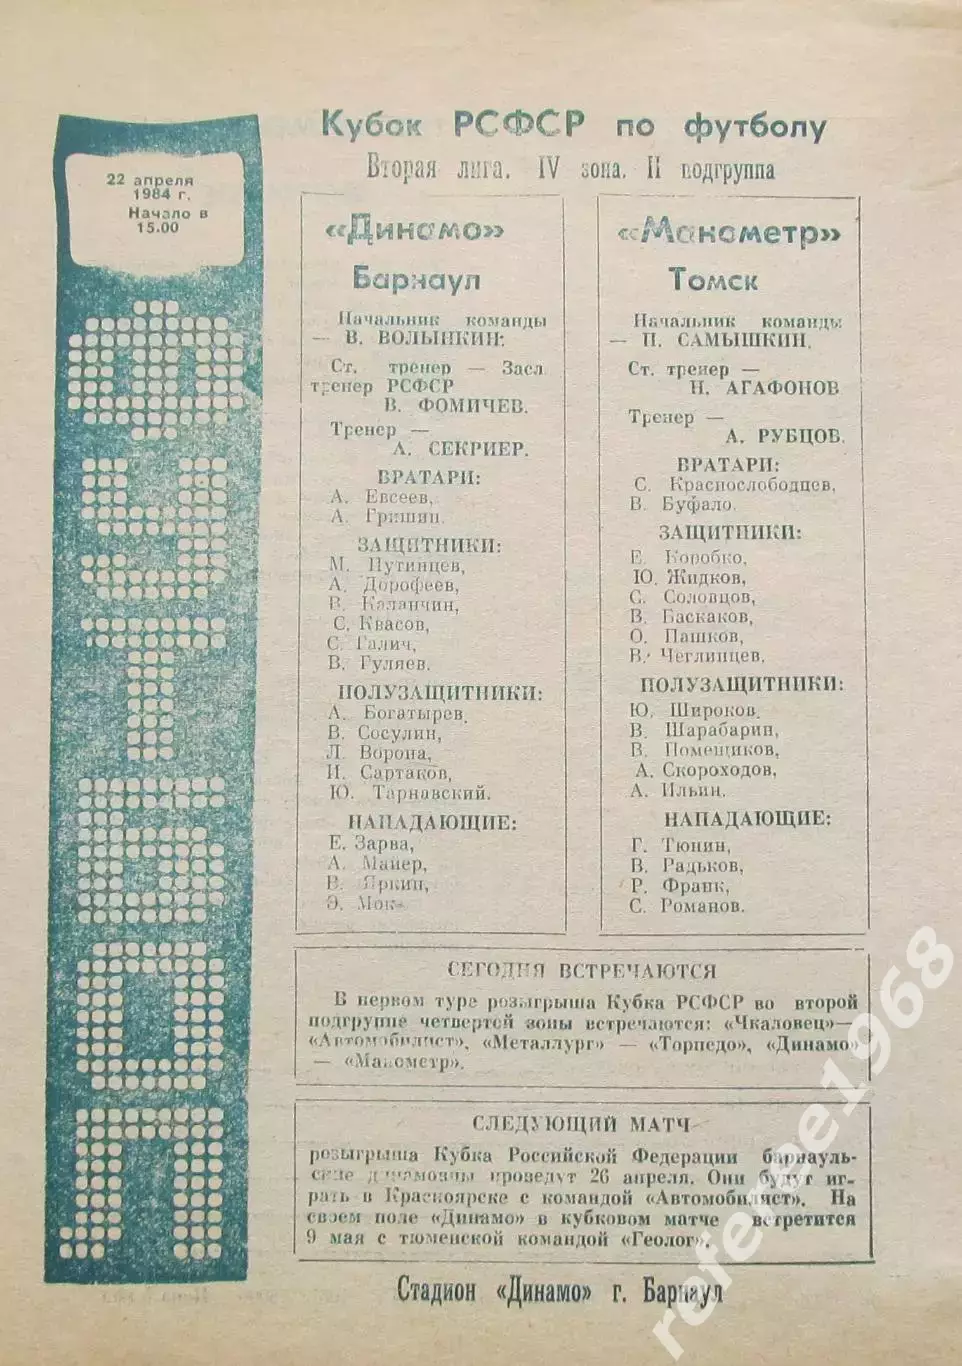 22 апреля
1984 г.
Начало в
15.00
ФУТБОЛ
Кубок РСФСР по футболу
Вторая лига. IV зона. II подгруппа
«Динамо»
Барнаул
Начальник команды
— В. ВОЛЫНКИН.
Ст. тренер — Засл.
тренер РСФСР
В. ФОМИЧЕВ.
Тренер —
А. СЕКРИЕР.
ВРАТАРИ:
А. Евсеев,
А. Гришин.
ЗАЩИТНИКИ:
М. Путинцев,
А. Дорофеев,
В. Каланчин,
С. Квасов,
С. Галич,
В. Гуляев.
ПОЛУЗАЩИТНИКИ:
А. Богатырев,
В. Сосулин,
Л. Ворона,
И. Сартаков,
Ю. Тарнавский.
НАПАДАЮЩИЕ:
Е. Зарва,
А. Майер,
В. Яркин,
Э. Мок.
«Манометр»
Томск
Начальник команды
— П. САМЫШКИН.
Ст. тренер —
Н. АГАФОНОВ
Тренер —
А. РУБЦОВ.
ВРАТАРИ:
С. Краснослободцев,
В. Буфало.
ЗАЩИТНИКИ:
Е. Коробко,
Ю. Жидков,
С. Соловцов,
В. Баскаков,
О. Пашков,
В. Чеглинцев.
ПОЛУЗАЩИТНИКИ:
Ю. Широков,
В. Шарабарин,
В. Помещиков,
А. Скороходов,
А. Ильин.
НАПАДАЮЩИЕ:
Г. Тюнин,
В. Радьков,
Р. Франк,
С. Романов.
СЕГОДНЯ ВСТРЕЧАЮТСЯ
В первом туре розыгрыша Кубка РСФСР во второй
подгруппе четвертой зоны встречаются: «Чкаловец»—
«Автомобилист», «Металлург» — «Торпедо», «Динамо»
— «Манометр».
СЛЕДУЮЩИЙ МАТЧ
розыгрыша Кубка Российской Федерации барнауль-
ские динамовцы проведут 26 апреля. Они будут иг-
рать в Красноярске с командой «Автомобилист». На
своем поле «Динамо» в кубковом матче встретится
9 мая с тюменской командой «Геолог».
Стадион «Динамо» г. Барнаул
referee1968